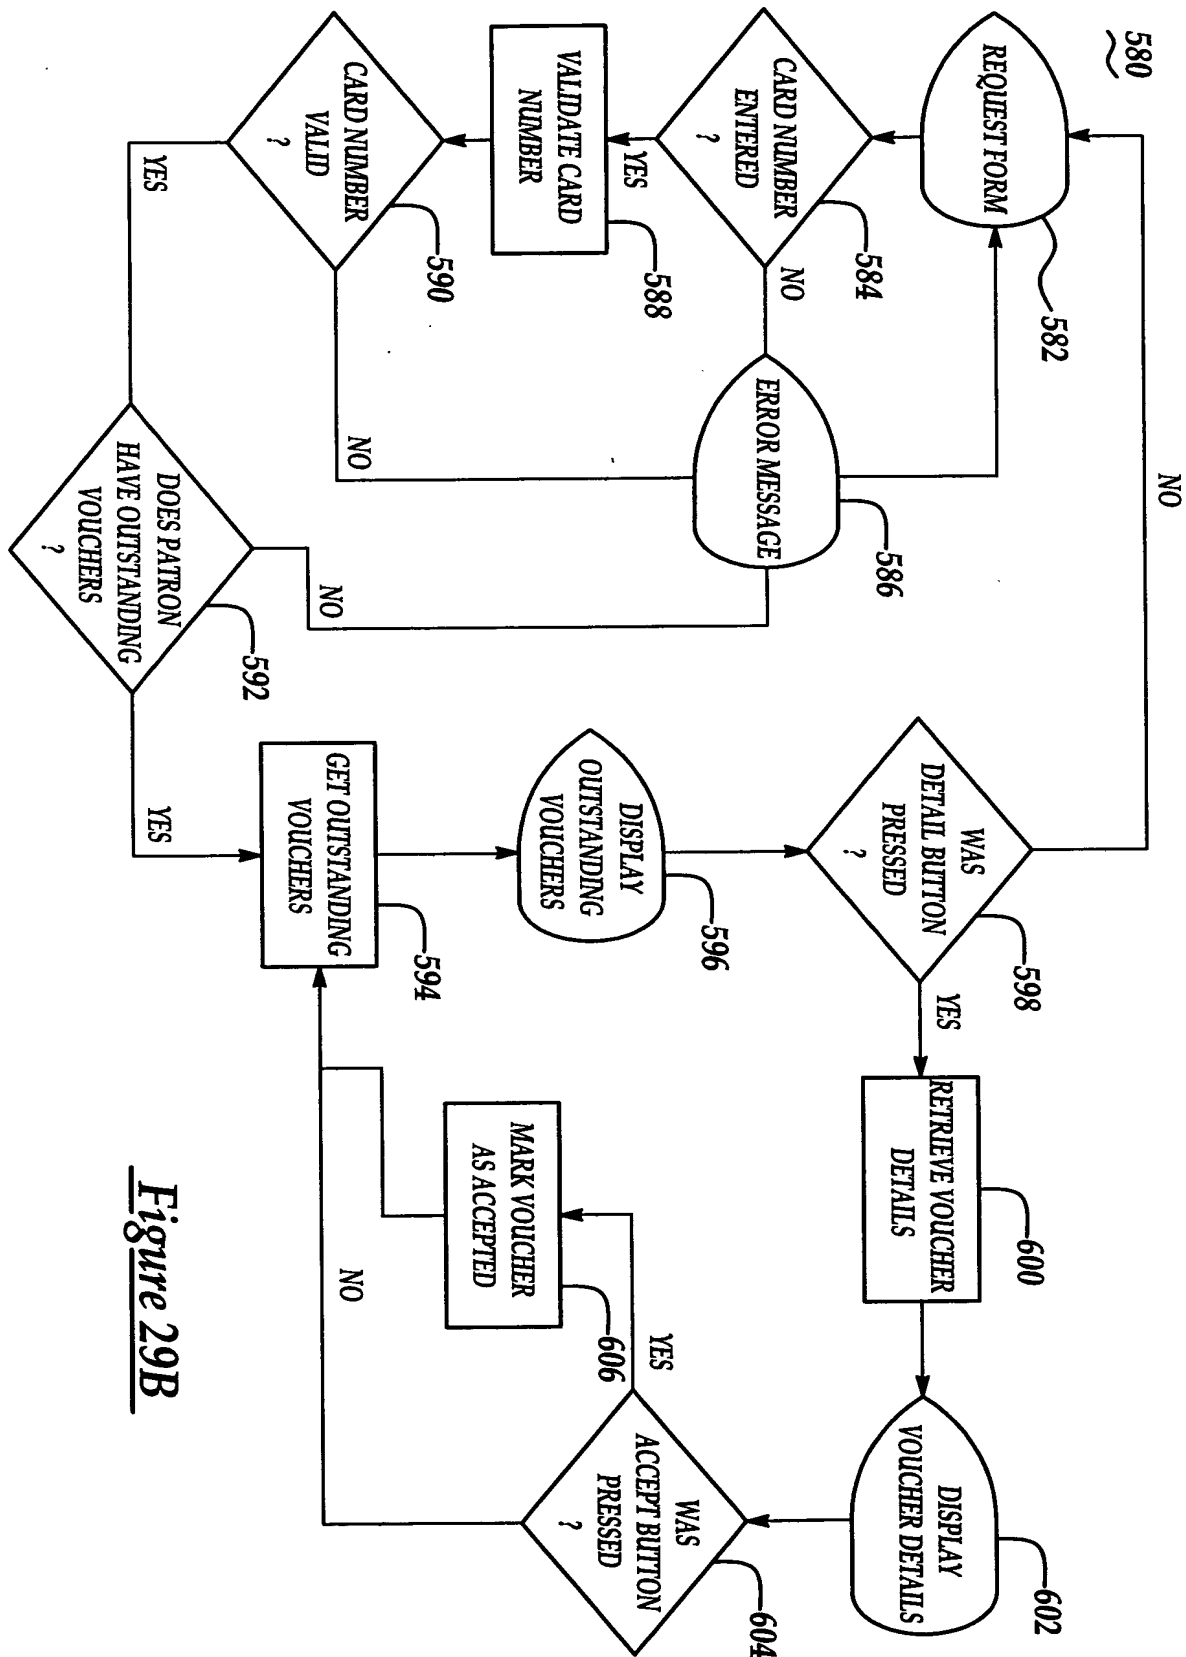 580
REQUEST FORM
582
CARD NUMBER
ENTERED
?
584
NO
YES
VALIDATE CARD
NUMBER
588
CARD NUMBER
VALID
?
590
NO
YES
ERROR MESSAGE
586
DOES PATRON
HAVE OUTSTANDING
VOUCHERS
?
592
NO
YES
GET OUTSTANDING
VOUCHERS
594
DISPLAY
OUTSTANDING
VOUCHERS
596
WAS
DETAIL BUTTON
PRESSED
?
598
NO
YES
RETRIEVE VOUCHER
DETAILS
600
DISPLAY
VOUCHER DETAILS
602
WAS
ACCEPT BUTTON
PRESSED
?
604
YES
NO
MARK VOUCHER
AS ACCEPTED
606
Figure 29B